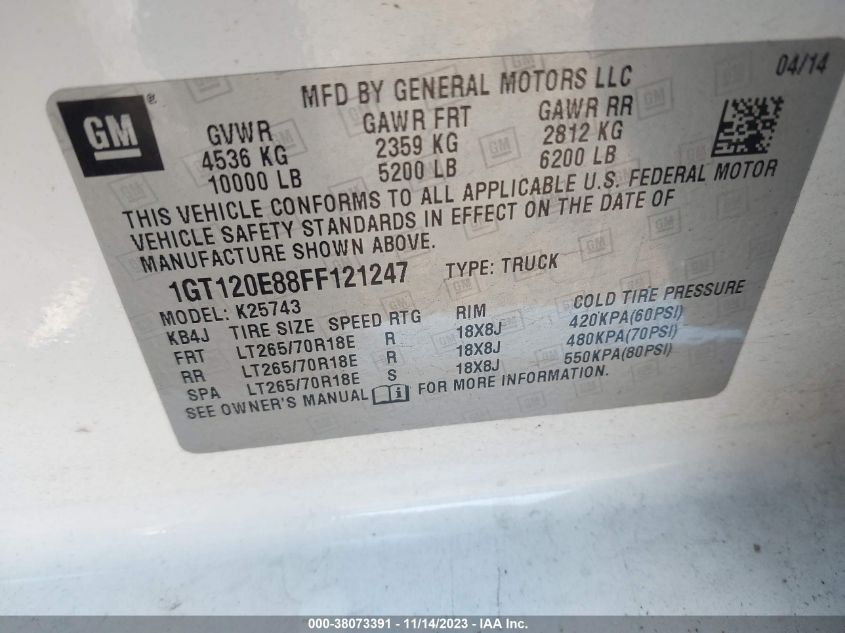 MFD BY GENERAL MOTORS LLC 04/14
GM ®
GVWR GAWR FRT GAWR RR
4536 KG 2359 KG 2812 KG
10000 LB 5200 LB 6200 LB
THIS VEHICLE CONFORMS TO ALL APPLICABLE U.S. FEDERAL MOTOR
VEHICLE SAFETY STANDARDS IN EFFECT ON THE DATE OF
MANUFACTURE SHOWN ABOVE.
1GT120E88FF121247 TYPE: TRUCK
MODEL: K25743
KB4J TIRE SIZE SPEED RTG RIM COLD TIRE PRESSURE
FRT LT265/70R18E R 18X8J 420KPA(60PSI)
RR LT265/70R18E R 18X8J 480KPA(70PSI)
SPA LT265/70R18E S 18X8J 550KPA(80PSI)
SEE OWNER'S MANUAL i FOR MORE INFORMATION.
000-38073391 - 11/14/2023 - IAA Inc.